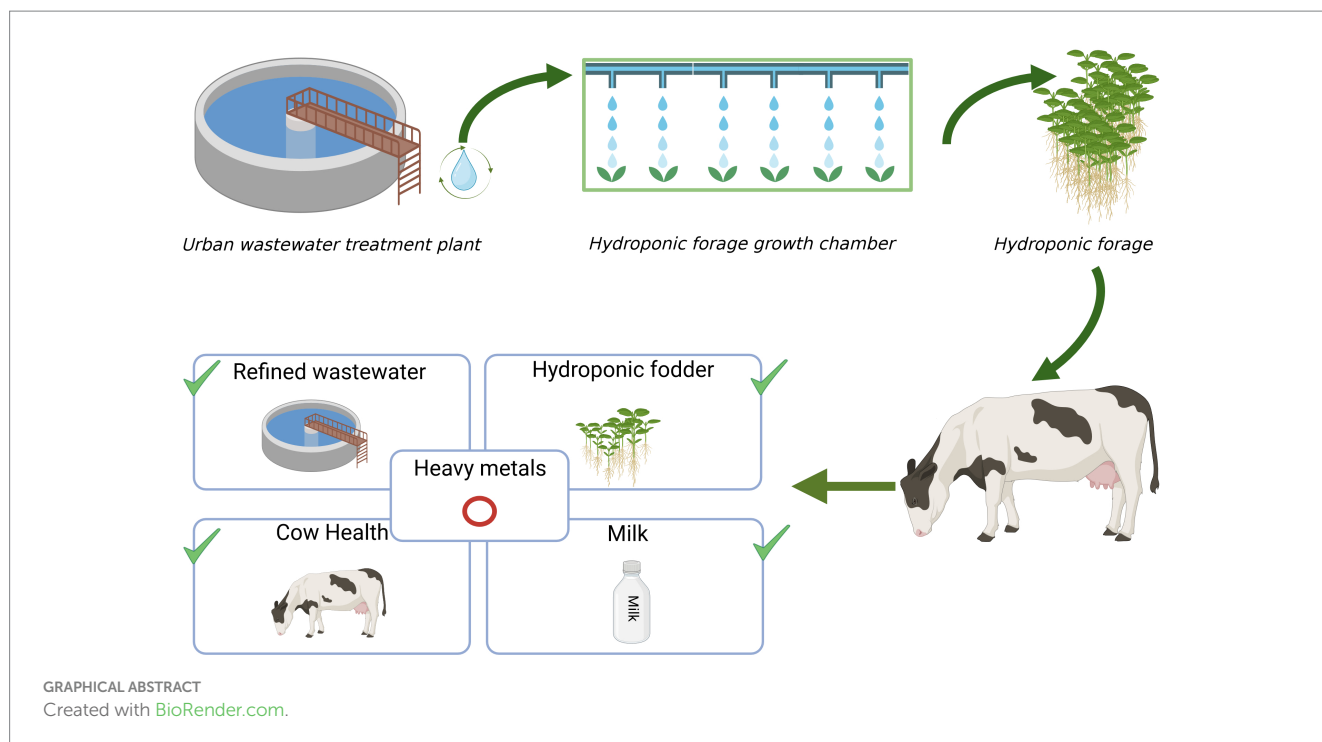 Urban wastewater treatment plant
Hydroponic forage growth chamber
Hydroponic forage
Refined wastewater
Hydroponic fodder
Heavy metals
Cow Health
Milk
Milk
GRAPHICAL ABSTRACT
Created with BioRender.com.